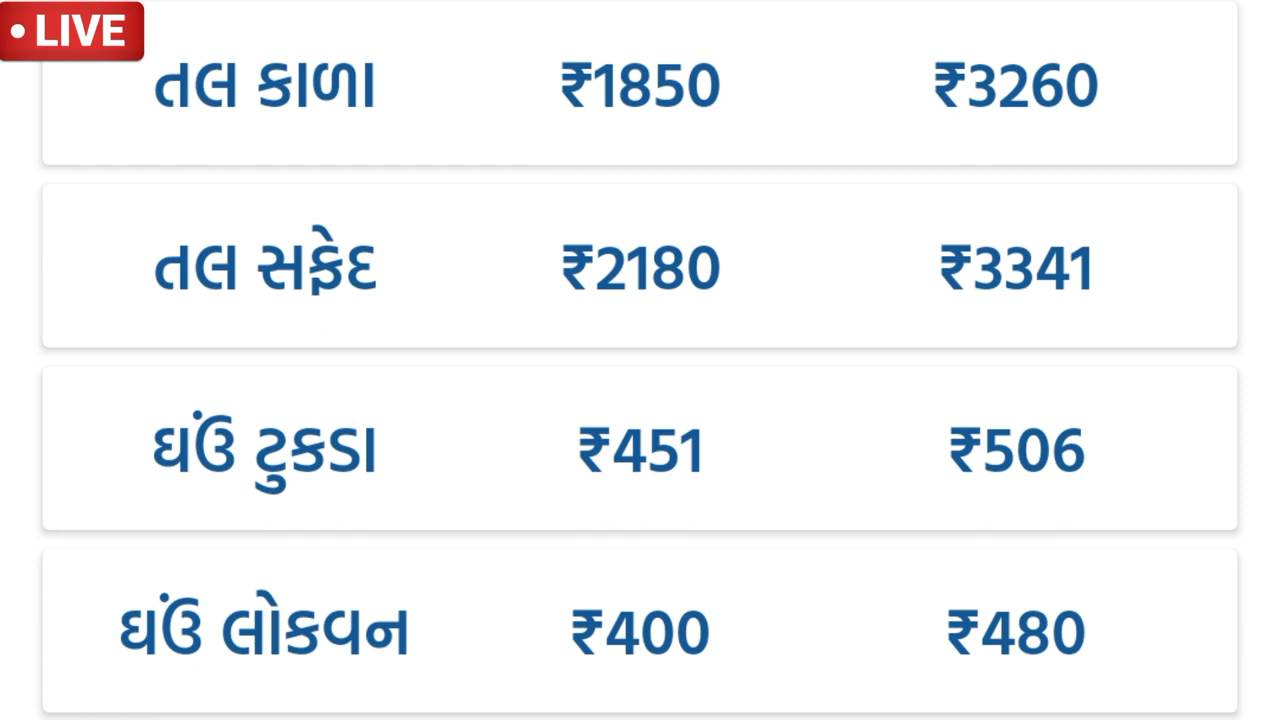 LIVE
તલ કાળા ₹1850 ₹3260
તલ સફેદ ₹2180 ₹3341
ઘઉં ટુકડા ₹451 ₹506
ઘઉં લોકવન ₹400 ₹480